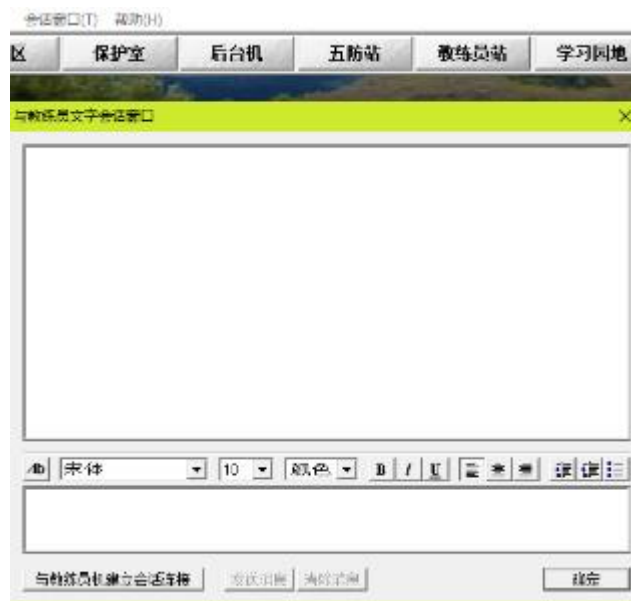 会话窗口(T) 帮助(H)
区 保护室 后台机 五防站 教练员站 学习园地
与教练员文字会话窗口
宋体 10 颜色 B I U
与教练员机建立会话连接 发送消息 清除消息 确定